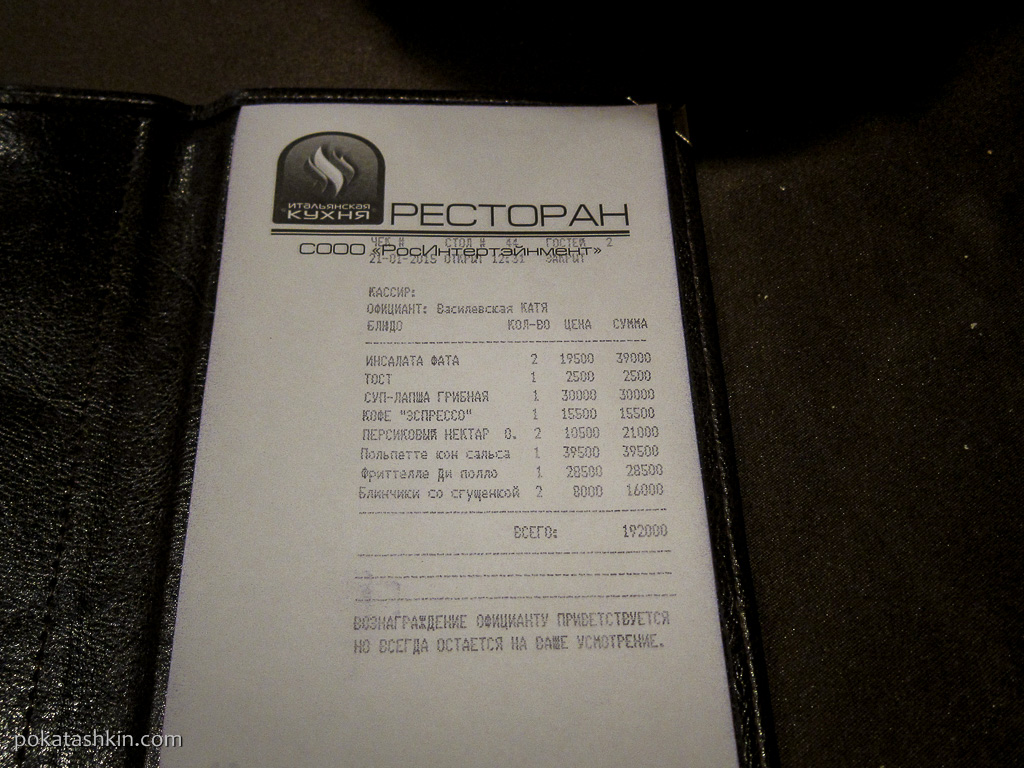 ИТАЛЬЯНСКАЯ
КУХНЯ
РЕСТОРАН
СООО «РосИнтертэйнмент»
ЧЕК # СТОЛ # 44 ГОСТЕЙ 2
21-01-2015 ОТКРЫТ 12:31 ЗАКРЫТ
КАССИР:
ОФИЦИАНТ: Василевская КАТЯ
БЛЮДО КОЛ-ВО ЦЕНА СУММА
ИНСАЛАТА ФАТА 2 19500 39000
ТОСТ 1 2500 2500
СУП-ЛАПША ГРИБНАЯ 1 30000 30000
КОФЕ "ЭСПРЕССО" 1 15500 15500
ПЕРСИКОВЫЙ НЕКТАР 0. 2 10500 21000
Польпетте кон сальса 1 39500 39500
Фриттелле Ди полло 1 28500 28500
Блинчики со сгущенкой 2 8000 16000
ВСЕГО: 192000
ВОЗНАГРАЖДЕНИЕ ОФИЦИАНТУ ПРИВЕТСТВУЕТСЯ
НО ВСЕГДА ОСТАЕТСЯ НА ВАШЕ УСМОТРЕНИЕ.
pokatashkin.com